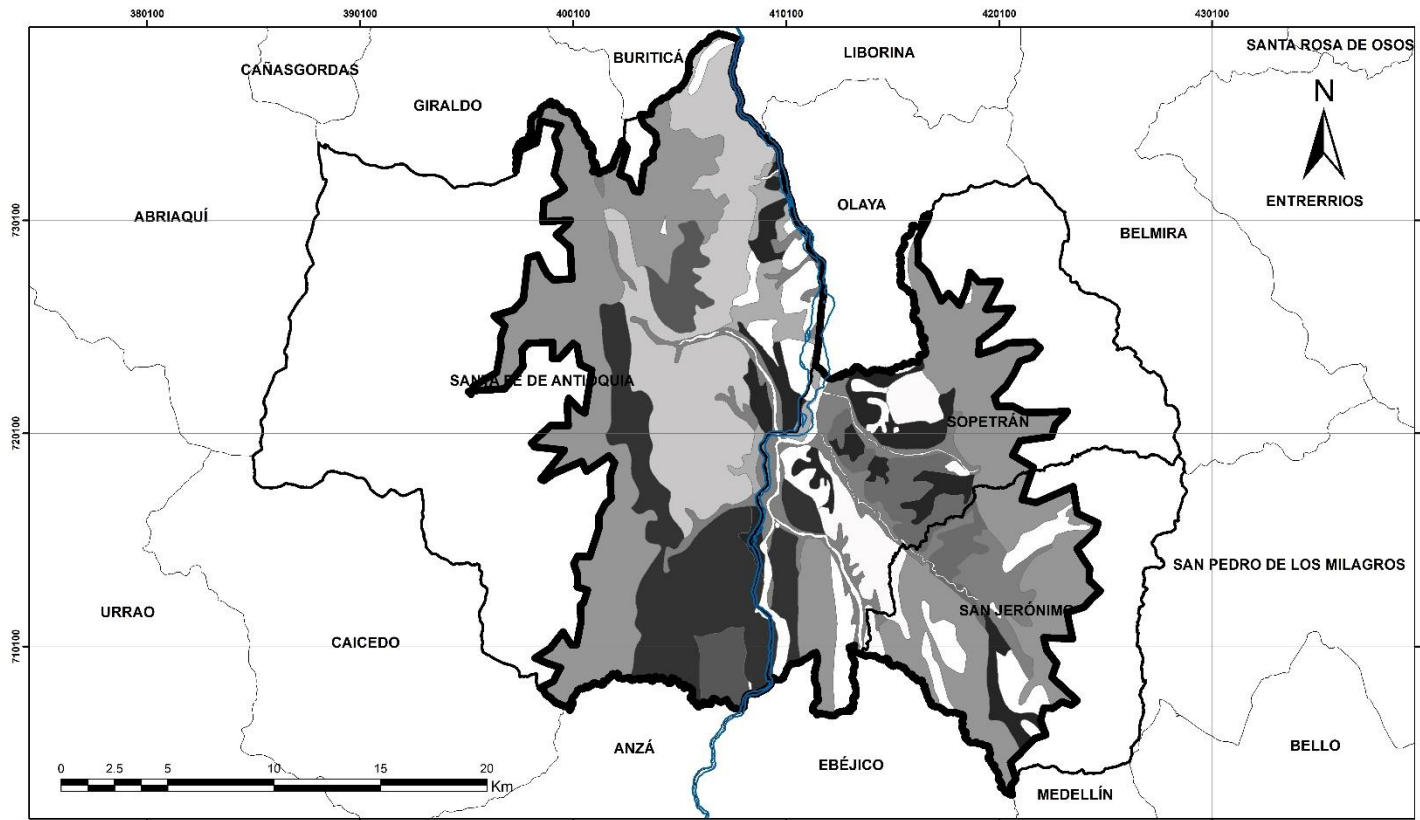 380100 390100 400100 410100 420100 430100
SANTA ROSA DE OSOS
LIBORINA
BURITICÁ
CAÑASGORDAS
GIRALDO
N
ENTRERRIOS
OLAYA
ABRIAQUÍ
730100
BELMIRA
SANTA FE DE ANTIOQUIA
SOPETRÁN
720100
SAN PEDRO DE LOS MILAGROS
URRAO
SAN JERÓNIMO
CAICEDO
710100
ANZÁ
BELLO
EBÉJICO
0 2.5 5 10 15 20
Km
MEDELLÍN